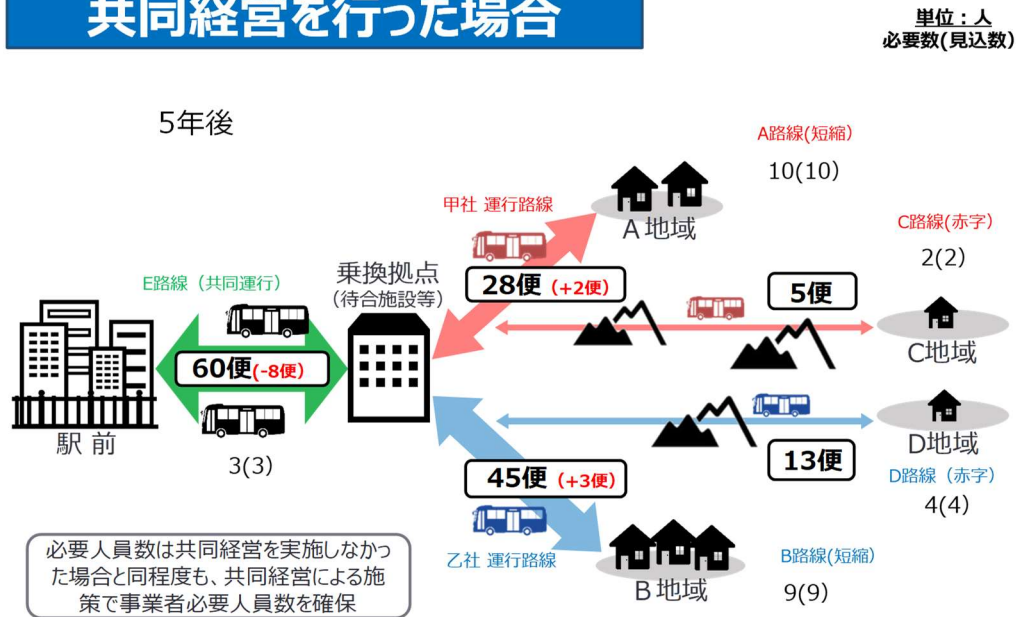 共同経営を行った場合
単位：人
必要数(見込数)
5年後
A路線(短縮)
10(10)
甲社 運行路線
A地域
C路線(赤字)
2(2)
E路線（共同運行）
乗換拠点
(待合施設等)
28便（+2便）
5便
C地域
60便(-8便)
駅 前
3(3)
D地域
13便
D路線（赤字）
4(4)
45便（+3便）
乙社 運行路線
B地域
B路線(短縮)
9(9)
必要人員数は共同経営を実施しなかっ
た場合と同程度も、共同経営による施
策で事業者必要人員数を確保